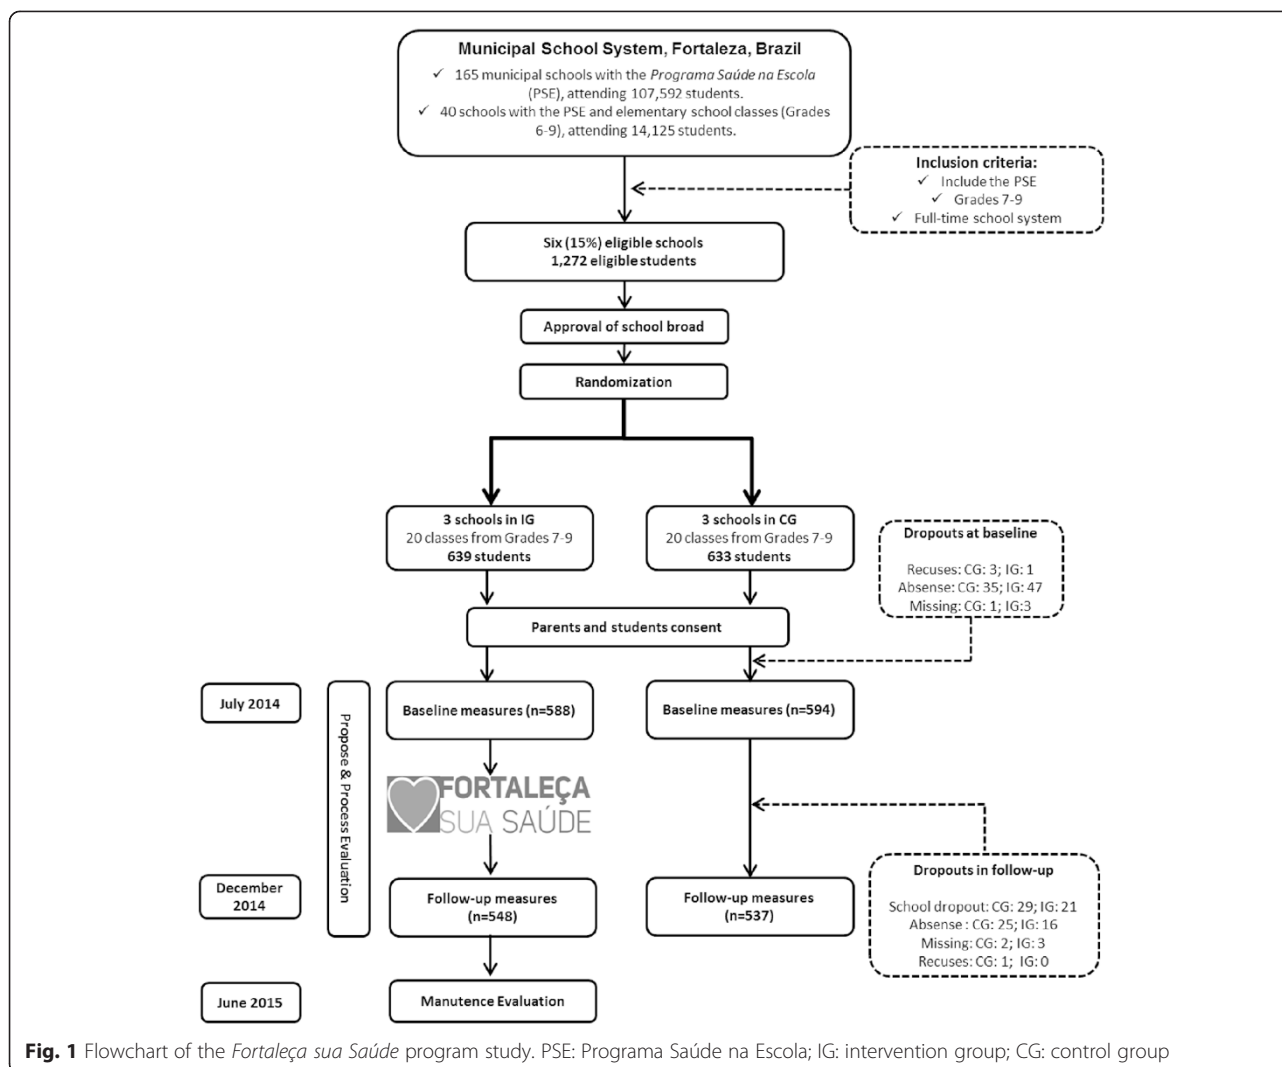 Municipal School System, Fortaleza, Brazil
✓ 165 municipal schools with the Programa Saúde na Escola
(PSE), attending 107,592 students.
✓ 40 schools with the PSE and elementary school classes (Grades
6-9), attending 14,125 students.
Inclusion criteria:
✓ Include the PSE
✓ Grades 7-9
✓ Full-time school system
Six (15%) eligible schools
1,272 eligible students
Approval of school broad
Randomization
3 schools in IG
20 classes from Grades 7-9
639 students
3 schools in CG
20 classes from Grades 7-9
633 students
Dropouts at baseline
Recuses: CG: 3; IG: 1
Absense: CG: 35; IG: 47
Missing: CG: 1; IG:3
Parents and students consent
July 2014
Propose & Process Evaluation
Baseline measures (n=588)
Baseline measures (n=594)
FORTALEÇA
SUA SAÚDE
December
2014
Follow-up measures
(n=548)
Follow-up measures
(n=537)
Dropouts in follow-up
School dropout: CG: 29; IG: 21
Absense : CG: 25; IG: 16
Missing: CG: 2; IG: 3
Recuses: CG: 1; IG: 0
June 2015
Manutence Evaluation
Fig. 1 Flowchart of the Fortaleça sua Saúde program study. PSE: Programa Saúde na Escola; IG: intervention group; CG: control group